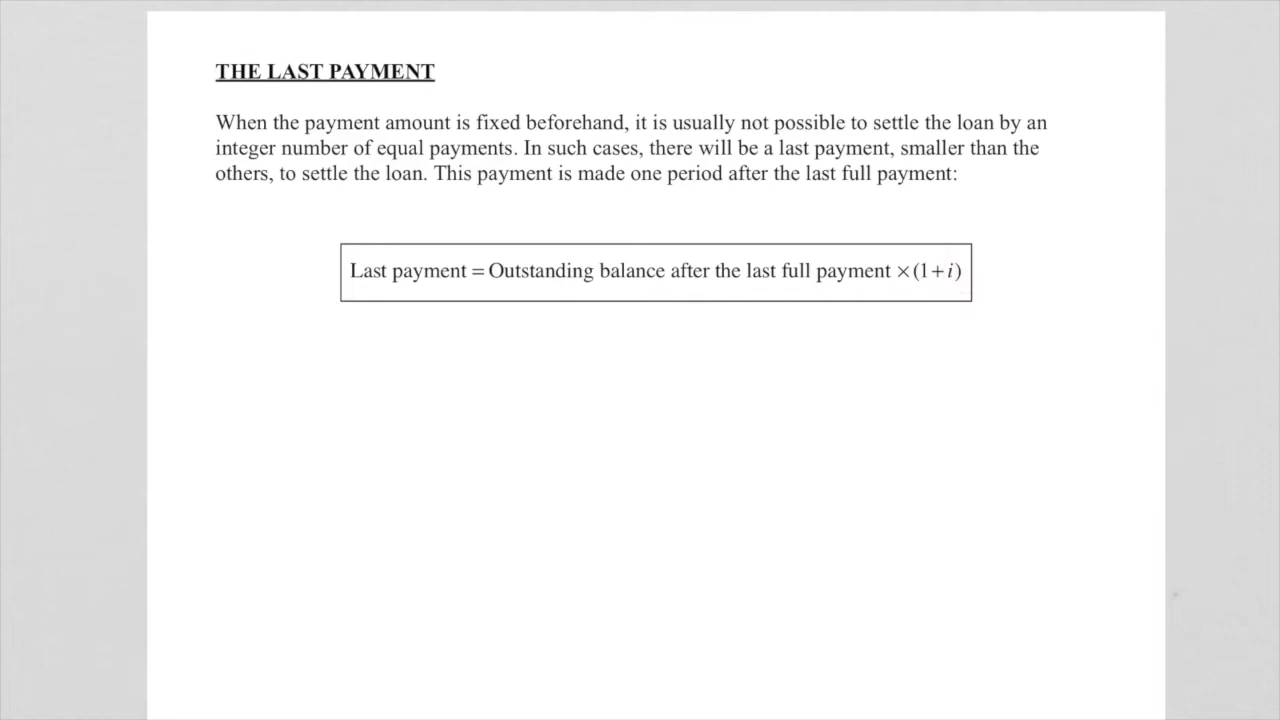 THE LAST PAYMENT
When the payment amount is fixed beforehand, it is usually not possible to settle the loan by an
integer number of equal payments. In such cases, there will be a last payment, smaller than the
others, to settle the loan. This payment is made one period after the last full payment:
Last payment = Outstanding balance after the last full payment × (1+i)